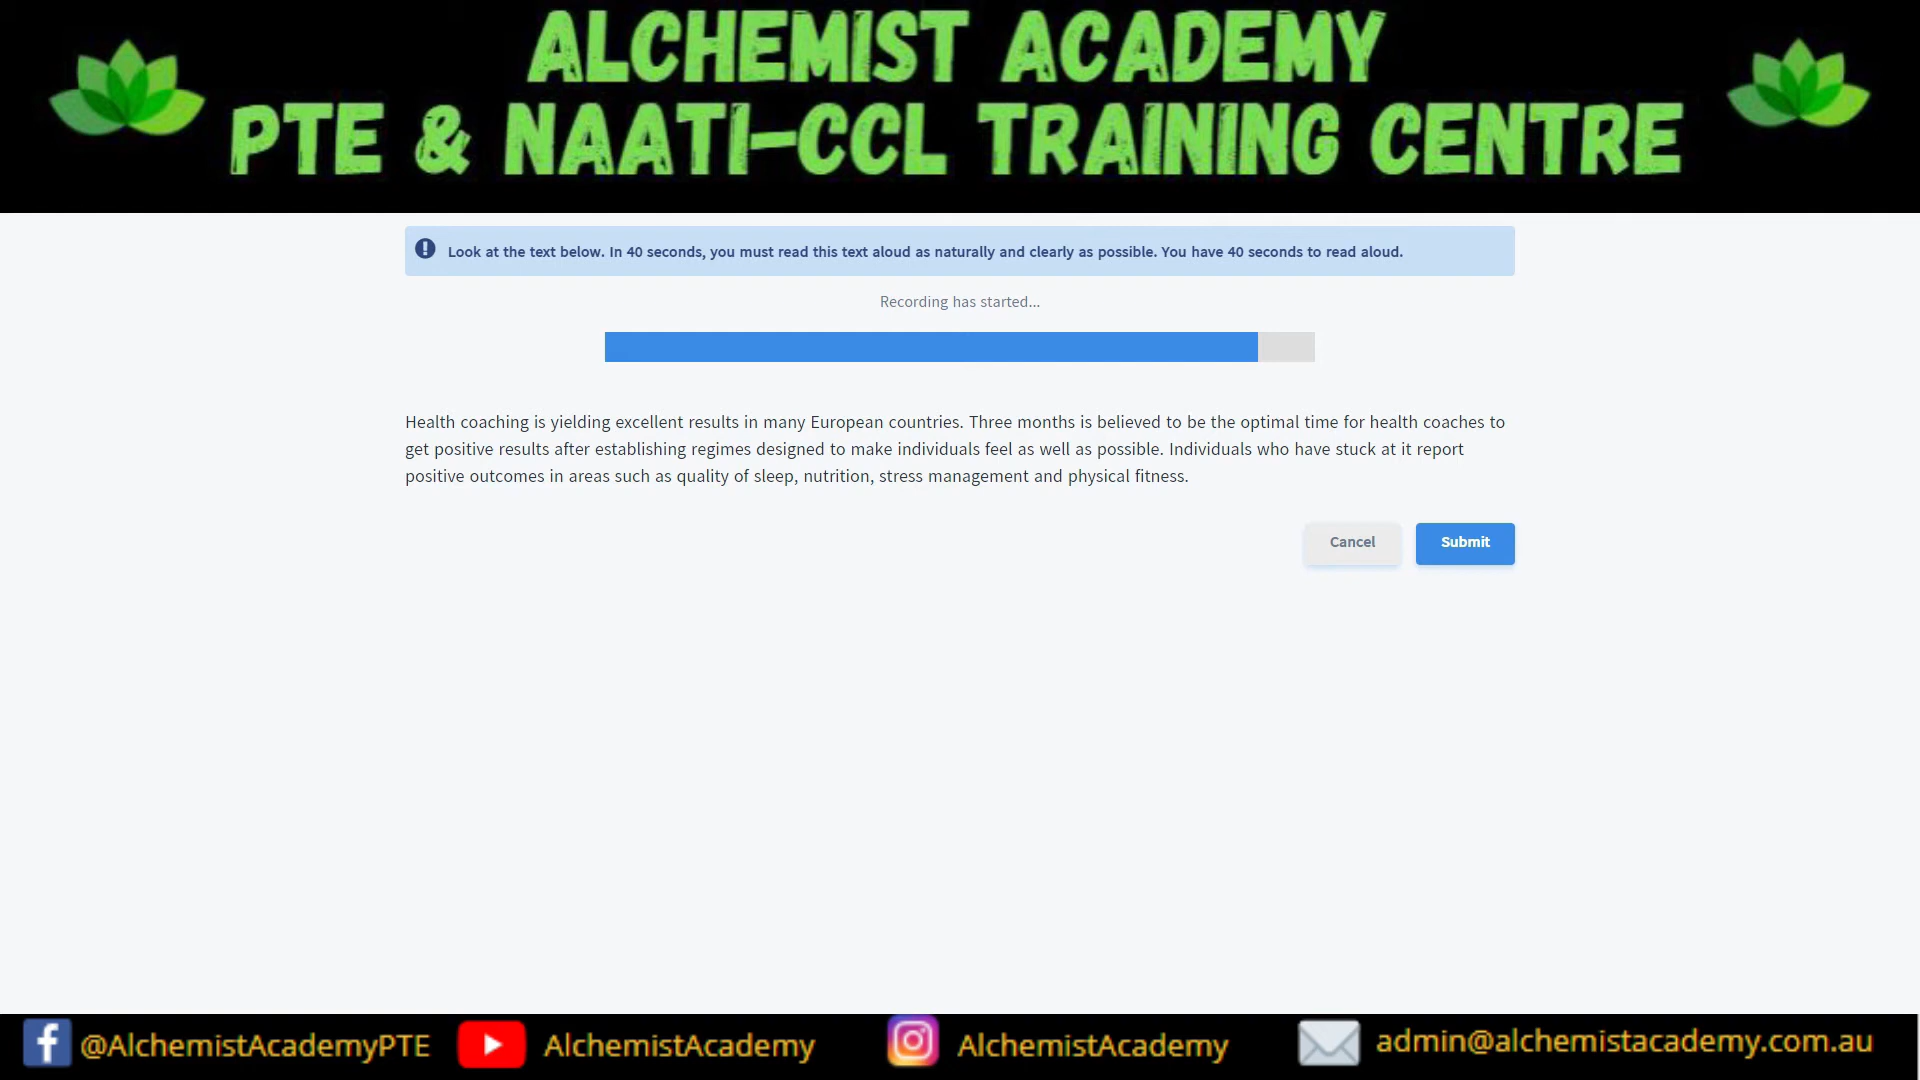 ALCHEMIST ACADEMY
PTE & NAATI-CCL TRAINING CENTRE
Look at the text below. In 40 seconds, you must read this text aloud as naturally and clearly as possible. You have 40 seconds to read aloud.
Recording has started...
Health coaching is yielding excellent results in many European countries. Three months is believed to be the optimal time for health coaches to
get positive results after establishing regimes designed to make individuals feel as well as possible. Individuals who have stuck at it report
positive outcomes in areas such as quality of sleep, nutrition, stress management and physical fitness.
Cancel Submit
@AlchemistAcademyPTE AlchemistAcademy AlchemistAcademy admin@alchemistacademy.com.au